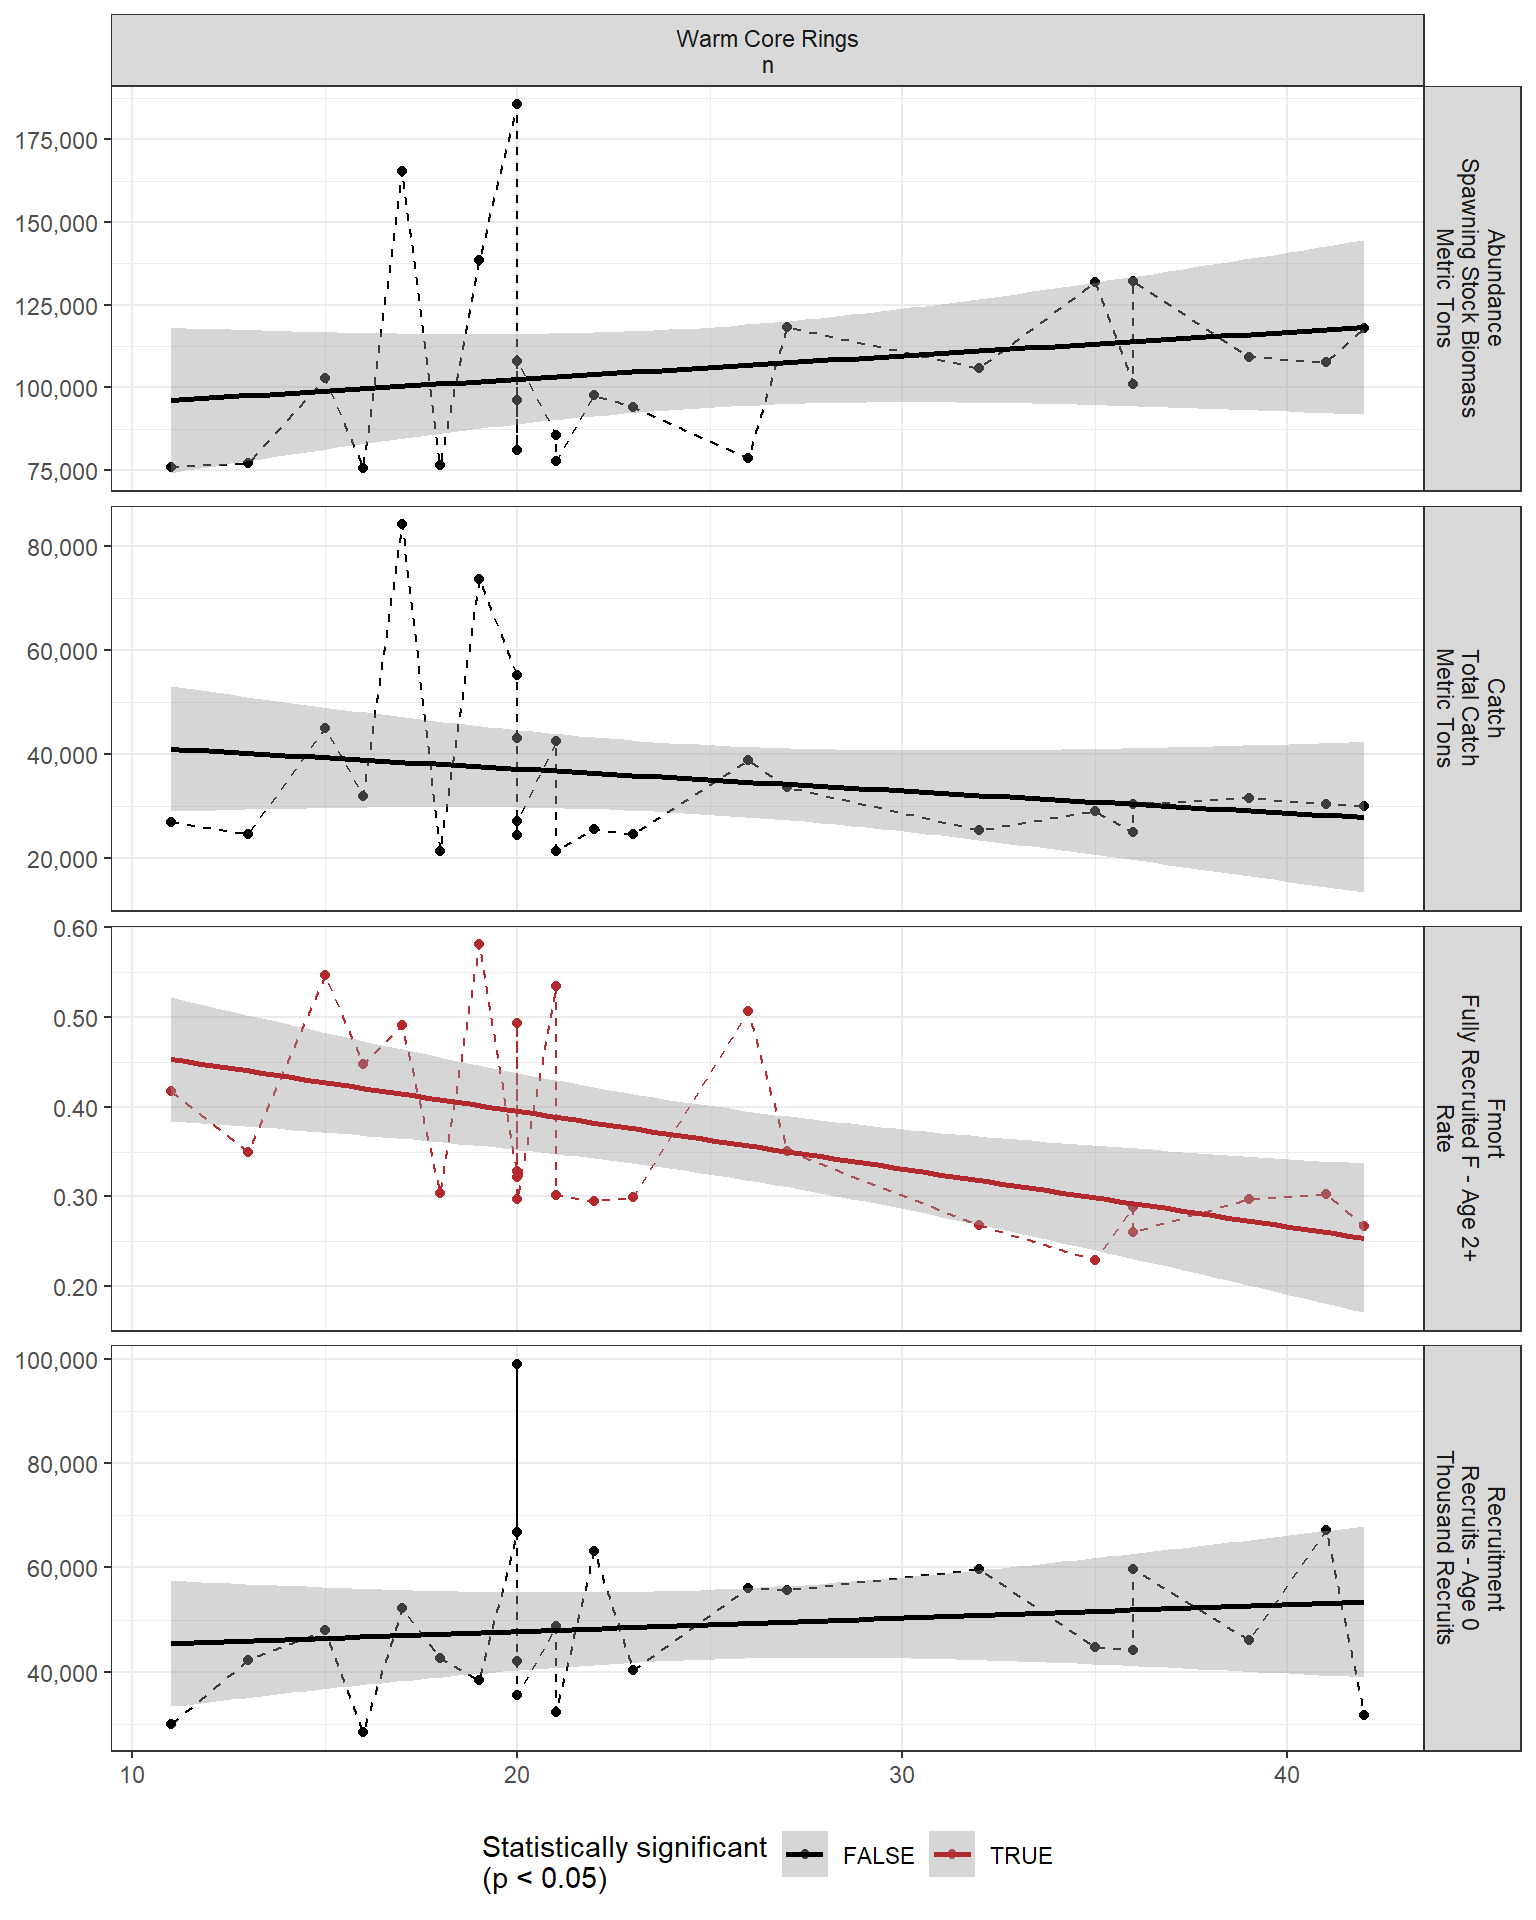 Warm Core Rings
n
175,000
150,000
125,000
100,000
75,000
Abundance
Spawning Stock Biomass
Metric Tons
80,000
60,000
40,000
20,000
Catch
Total Catch
Metric Tons
0.60
0.50
0.40
0.30
0.20
Fmort
Fully Recruited F - Age 2+
Rate
100,000
80,000
60,000
40,000
Recruitment
Recruits - Age 0
Thousand Recruits
10
20
30
40
Statistically significant
(p < 0.05)
FALSE
TRUE